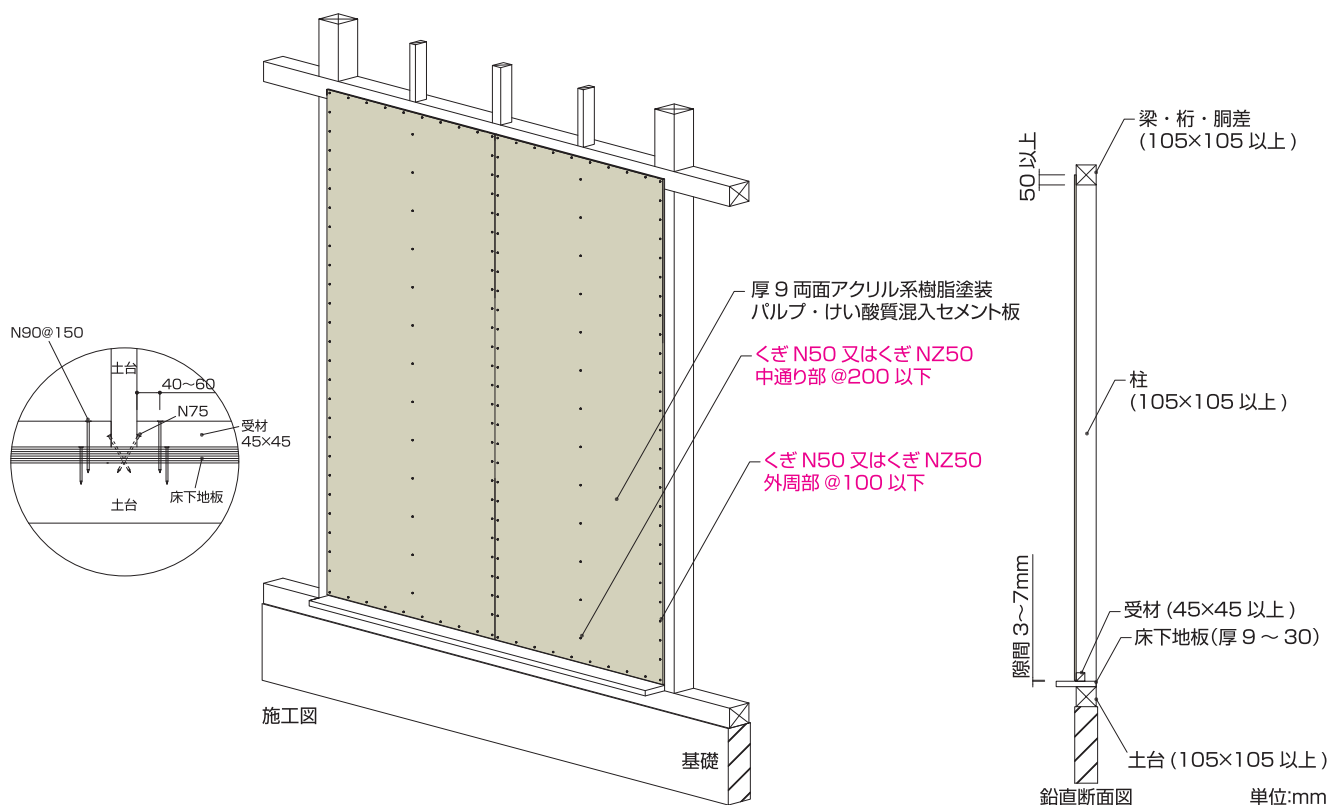 N90@150
土台
40～60
N75
受材
45×45
床下地板
土台
厚 9 両面アクリル系樹脂塗装
パルプ・けい酸質混入セメント板
くぎ N50 又はくぎ NZ50
中通り部 @200 以下
くぎ N50 又はくぎ NZ50
外周部 @100 以下
施工図
基礎
梁・桁・胴差
(105×105 以上 )
50 以上
柱
(105×105 以上 )
隙間 3～7mm
受材 (45×45 以上 )
床下地板（厚 9 ～ 30）
土台 (105×105 以上 )
鉛直断面図
単位:mm